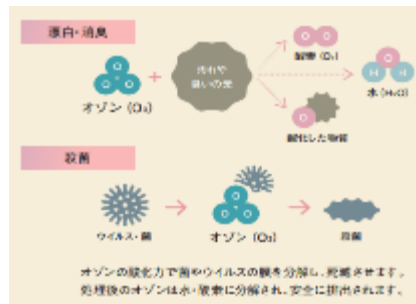 漂白・消臭
汚れや
臭いの元
オゾン (O₃)
酸素 (O₂)
水 (H₂O)
酸化した物質
殺菌
ウイルス・菌
オゾン (O₃)
殺菌
オゾンの酸化力で菌やウイルスの膜を分解し、死滅させます。
処理後のオゾンは水・酸素に分解され、安全に排出されます。